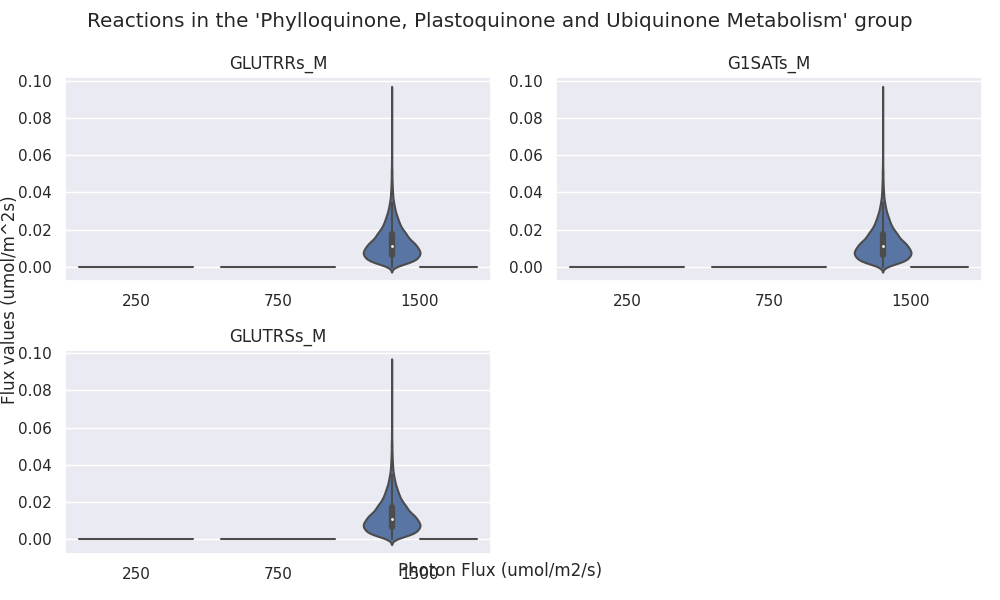 Reactions in the 'Phylloquinone, Plastoquinone and Ubiquinone Metabolism' group
GLUTRRs_M
0.10
0.08
0.06
0.04
0.02
0.00
250 750 1500
G1SATs_M
0.10
0.08
0.06
0.04
0.02
0.00
250 750 1500
Flux values (umol/m^2s)
GLUTRSs_M
0.10
0.08
0.06
0.04
0.02
0.00
250 750 1500
Photon Flux (umol/m2/s)